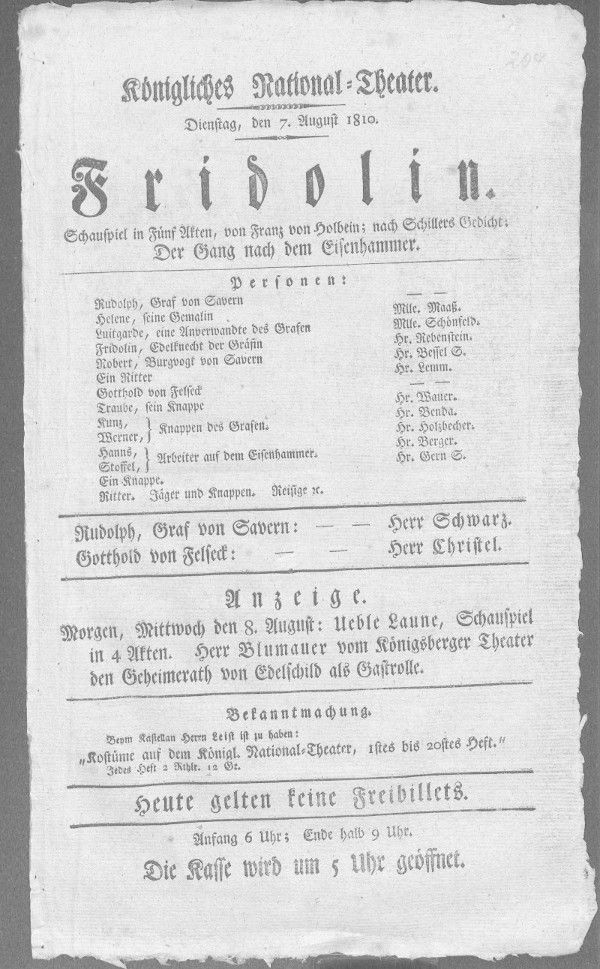 204
Königliches National-Theater.
Dienstag, den 7. August 1810.
Fridolin.
Schauspiel in Fünf Akten, von Franz von Holbein; nach Schillers Gedicht:
Der Gang nach dem Eisenhammer.
Personen:
Rudolph, Graf von Savern — —
Helene, seine Gemalin Mlle. Maaß.
Luitgarde, eine Anverwandte des Grafen Mlle. Schönfeld.
Fridolin, Edelknecht der Gräfin Hr. Rebenstein.
Robert, Burgvogt von Savern Hr. Bessel S.
Ein Ritter Hr. Lemm.
Gotthold von Felseck — —
Traube, sein Knappe Hr. Wauer.
Kunz, } Knappen des Grafen. Hr. Benda.
Werner, } Hr. Holzbecher.
Hanns, } Arbeiter auf dem Eisenhammer. Hr. Berger.
Stoffel, } Hr. Gern S.
Ein Knappe.
Ritter. Jäger und Knappen. Reisige ꝛc.
Rudolph, Graf von Savern: — — Herr Schwarz.
Gotthold von Felseck: — — Herr Christel.
Anzeige.
Morgen, Mittwoch den 8. August: Ueble Laune, Schauspiel
in 4 Akten. Herr Blumauer vom Königsberger Theater
den Geheimerath von Edelschild als Gastrolle.
Bekanntmachung.
Beym Kastellan Herrn Leist ist zu haben:
„Kostüme auf dem Königl. National-Theater, 1stes bis 20stes Heft.“
Jedes Heft 2 Rthlr. 12 Gr.
Heute gelten keine Freibillets.
Anfang 6 Uhr; Ende halb 9 Uhr.
Die Kasse wird um 5 Uhr geöffnet.